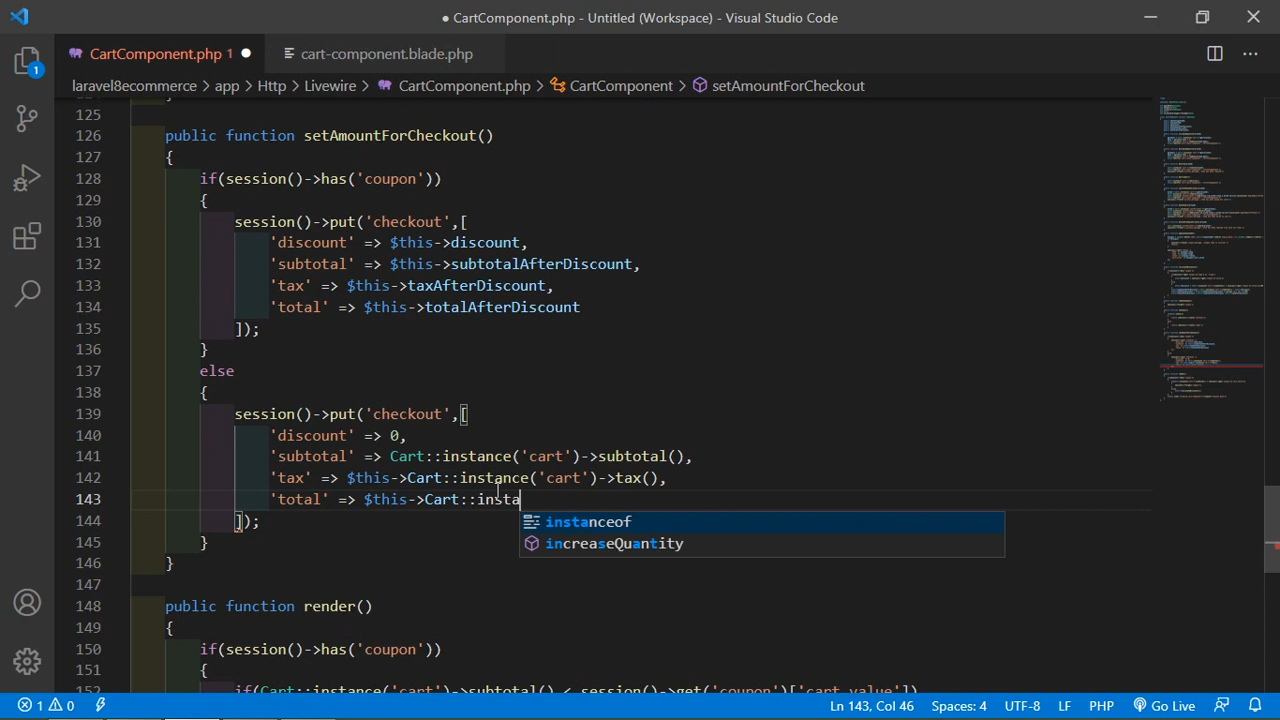 ● CartComponent.php - Untitled (Workspace) - Visual Studio Code
CartComponent.php 1 ● cart-component.blade.php
laravel8ecommerce > app > Http > Livewire > CartComponent.php > CartComponent > setAmountForCheckout
1
125
126 public function setAmountForCheckout()
127 {
128 if(session()->has('coupon'))
129 {
130 session()->put('checkout',[
131 'discount' => $this->discount,
132 'subtotal' => $this->subtotalAfterDiscount,
133 'tax' => $this->taxAfterDiscount,
134 'total' => $this->totalAfterDiscount
135 ]);
136 }
137 else
138 {
139 session()->put('checkout',[
140 'discount' => 0,
141 'subtotal' => Cart::instance('cart')->subtotal(),
142 'tax' => $this->Cart::instance('cart')->tax(),
143 'total' => $this->Cart::insta
144 ]);
instanceof
145 }
increaseQuantity
146 }
147
148 public function render()
149 {
150 if(session()->has('coupon'))
151 {
152 if(Cart::instance('cart')->subtotal() < session()->get('coupon')['cart_value'])
1 0 Ln 143, Col 46 Spaces: 4 UTF-8 LF PHP Go Live